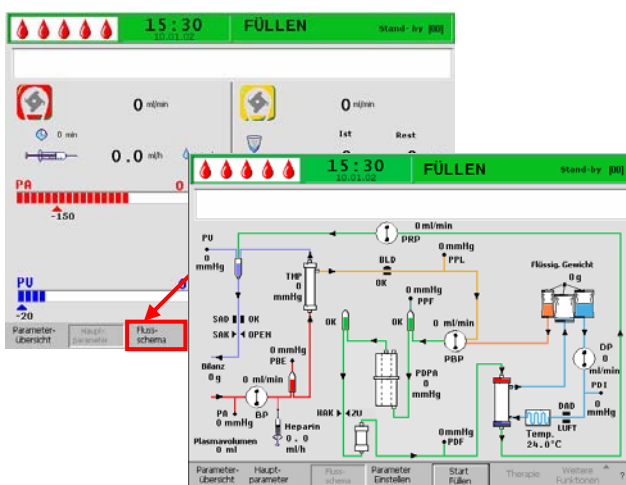 15:30
10.01.02
FÜLLEN
Stand- by [00]
0 ml/min
0 ml/min
0 min
Ist
Rest
0.0 ml/h
PA
0
-150
PU
-20
Parameter-
übersicht
Haupt-
parameter
Fluss-
schema
15:30
10.01.02
FÜLLEN
Stand-by [00]
0 ml/min
PRP
PU
0
mmHg
BLD
OK
0 mmHg
PPL
TMP
0
mmHg
0 mmHg
PPF
Flüssig. Gewicht
0 g
SAD
OK
SAK
OPEN
OK
OK
0 ml/min
PBP
DP
0
ml/min
Bilanz
0 g
0 mmHg
PBE
PDPA
0
mmHg
PDI
0
mmHg
0 ml/min
BP
PA
0 mmHg
Heparin
0.0
ml/h
HAK
ZU
DAD
LUFT
Plasmavolumen
0 ml
0 mmHg
PDF
Temp.
24.0°C
Parameter-
übersicht
Haupt-
parameter
Fluss-
schema
Parameter
Einstellen
Start
Füllen
Therapie
Weitere
Funktionen
?